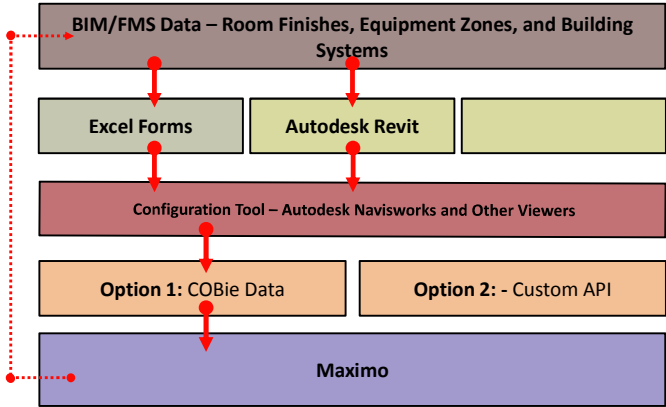 BIM/FMS Data – Room Finishes, Equipment Zones, and Building
Systems
Excel Forms
Autodesk Revit
Configuration Tool – Autodesk Navisworks and Other Viewers
Option 1: COBie Data
Option 2: - Custom API
Maximo